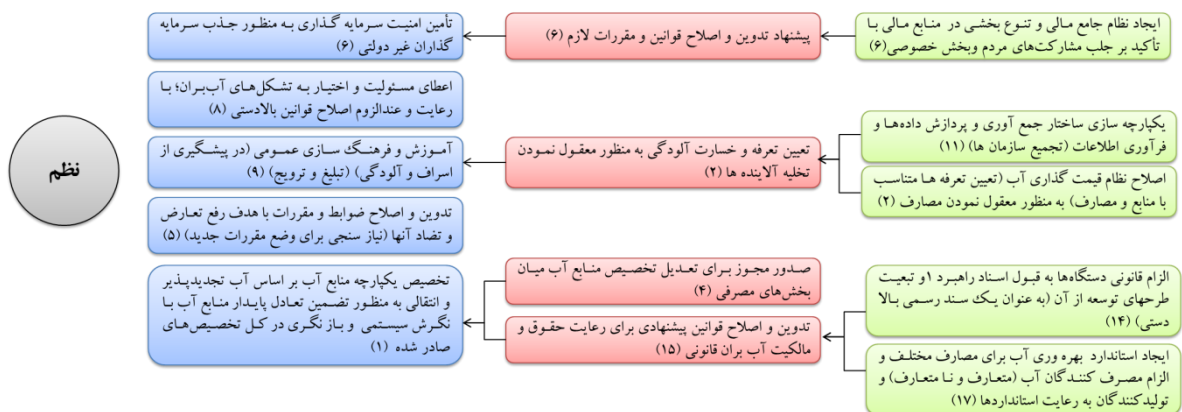 ایجاد نظام جامع مالی و تنوع بخشی در منابع مالی با
تأکید بر جلب مشارکت‌های مردم وبخش خصوصی(۶)
یکپارچه سازی ساختار جمع آوری و پردازش داده‌ها و
فرآوری اطلاعات (تجمیع سازمان ها) (۱۱)
اصلاح نظام قیمت گذاری آب (تعیین تعرفه ها متناسب
با منابع و مصارف) به منظور معقول نمودن مصارف (۲)
الزام قانونی دستگاه‌ها به قبول اسناد راهبرد ۱و تبعیت
طرحهای توسعه از آن (به عنوان یک سند رسمی بالا
دستی) (۱۴)
ایجاد استاندارد بهره وری آب برای مصارف مختلف و
الزام مصرف کنندگان آب (متعارف و نا متعارف) و
تولیدکنندگان به رعایت استانداردها (۱۷)
پیشنهاد تدوین و اصلاح قوانین و مقررات لازم (۶)
تعیین تعرفه و خسارت آلودگی به منظور معقول نمودن
تخلیه آلاینده ها (۲)
صدور مجوز برای تعدیل تخصیص منابع آب میان
بخش‌های مصرفی (۴)
تدوین و اصلاح قوانین پیشنهادی برای رعایت حقوق و
مالکیت آب بران قانونی (۱۵)
تأمین امنیت سرمایه گذاری به منظور جذب سرمایه
گذاران غیر دولتی (۶)
اعطای مسئولیت و اختیار به تشکل‌های آب‌بران؛ با
رعایت و عندالزوم اصلاح قوانین بالادستی (۸)
آموزش و فرهنگ سازی عمومی (در پیشگیری از
اسراف و آلودگی) (تبلیغ و ترویج) (۹)
تدوین و اصلاح ضوابط و مقررات با هدف رفع تعارض
و تضاد آنها (نیاز سنجی برای وضع مقررات جدید) (۵)
تخصیص یکپارچه منابع آب بر اساس آب تجدیدپذیر
و انتقالی به منظور تضمین تعادل پایدار منابع آب با
نگرش سیستمی و باز نگری در کل تخصیص‌های
صادر شده (۱)
نظم